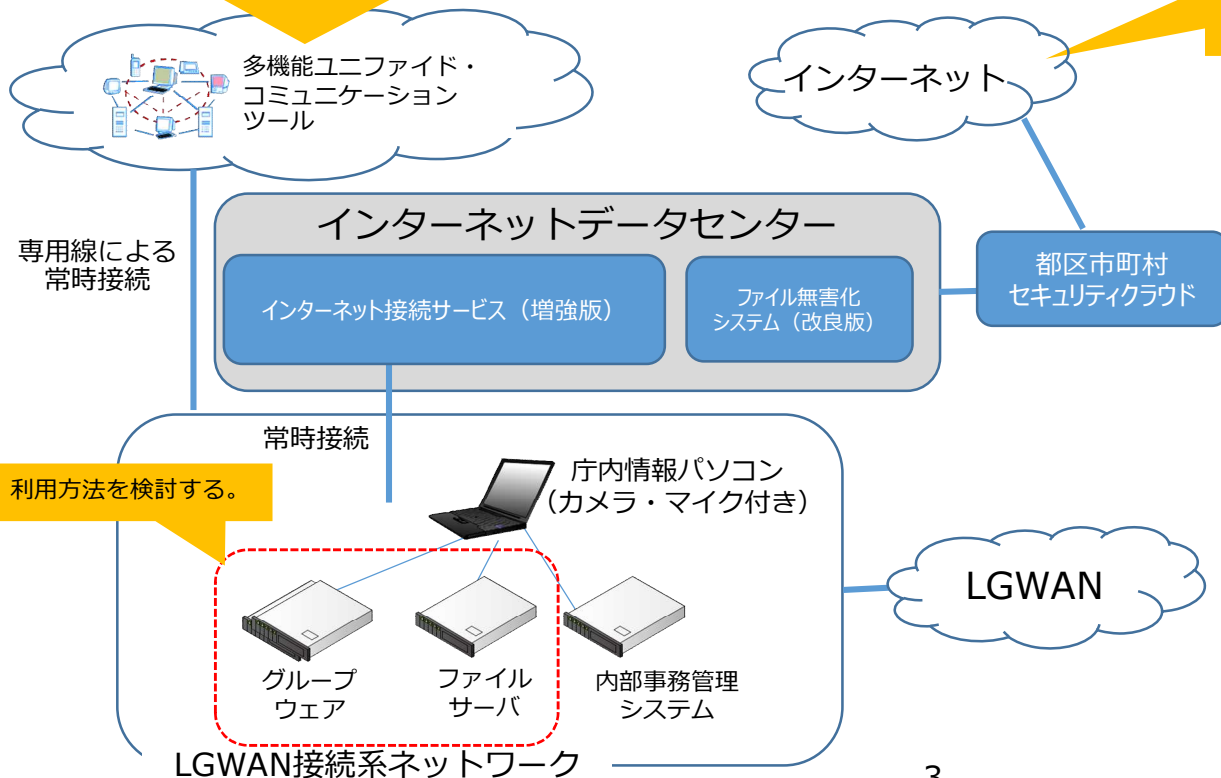 多機能ユニファイド・
コミュニケーション
ツール
インターネット
インターネットデータセンター
専用線による
常時接続
インターネット接続サービス（増強版）
ファイル無害化
システム（改良版）
都区市町村
セキュリティクラウド
常時接続
利用方法を検討する。
庁内情報パソコン
（カメラ・マイク付き）
LGWAN
グループ
ウェア
ファイル
サーバ
内部事務管理
システム
LGWAN接続系ネットワーク